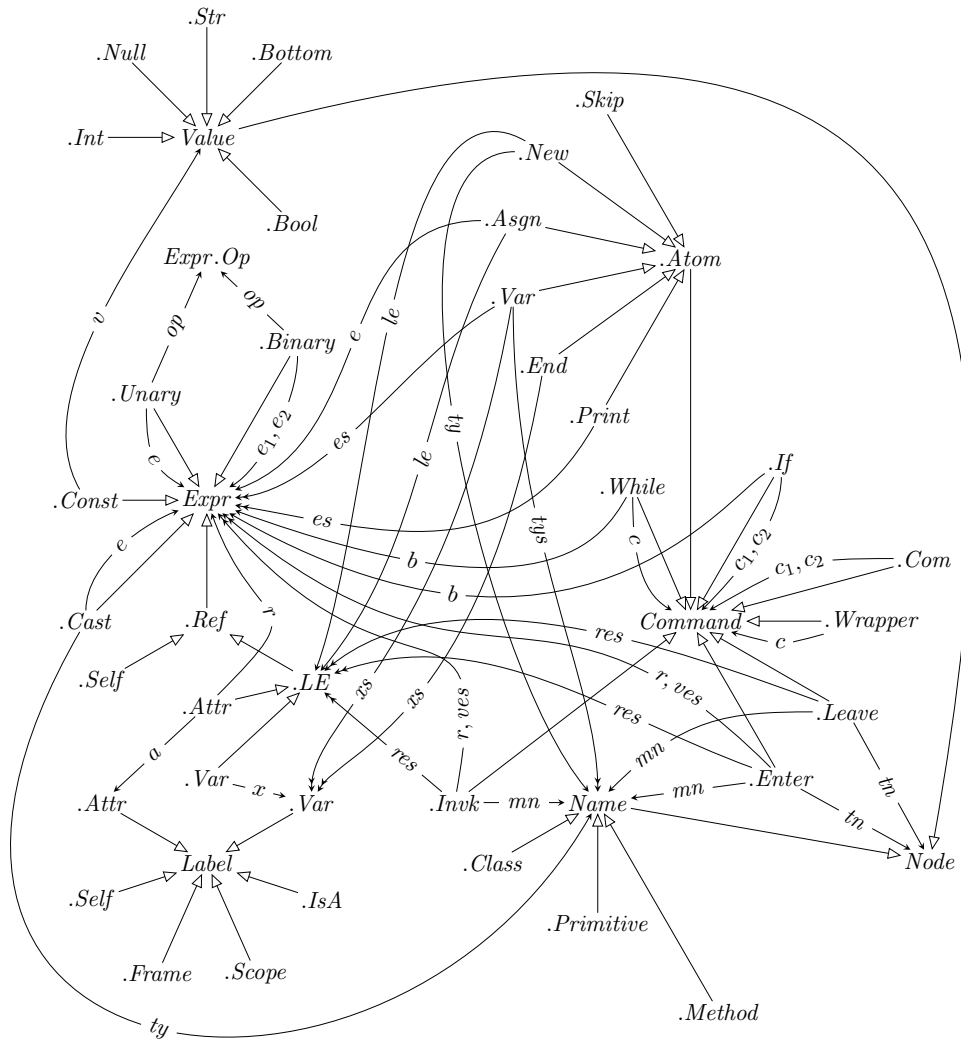 .Str
.Null
.Bottom
.Int
Value
.Skip
.New
.Bool
.Asgn
Expr.Op
.Atom
op
.Var
v
op
e
le
.Binary
.End
.Unary
e₁, e₂
es
ty
.Print
e
le
.If
.Const
Expr
.While
es
tys
c
c₁, c₂
e
b
c₁, c₂
.Com
b
.Cast
.Ref
r
Command
.Wrapper
res
c
.Self
.LE
xs
xs
r, ves
.Attr
r, ves
res
.Leave
a
res
mn
.Var
x
mn
.Enter
.Attr
.Var
.Invk
mn
Name
tn
tn
Label
.Class
Node
.Self
.IsA
.Primitive
.Frame
.Scope
.Method
ty